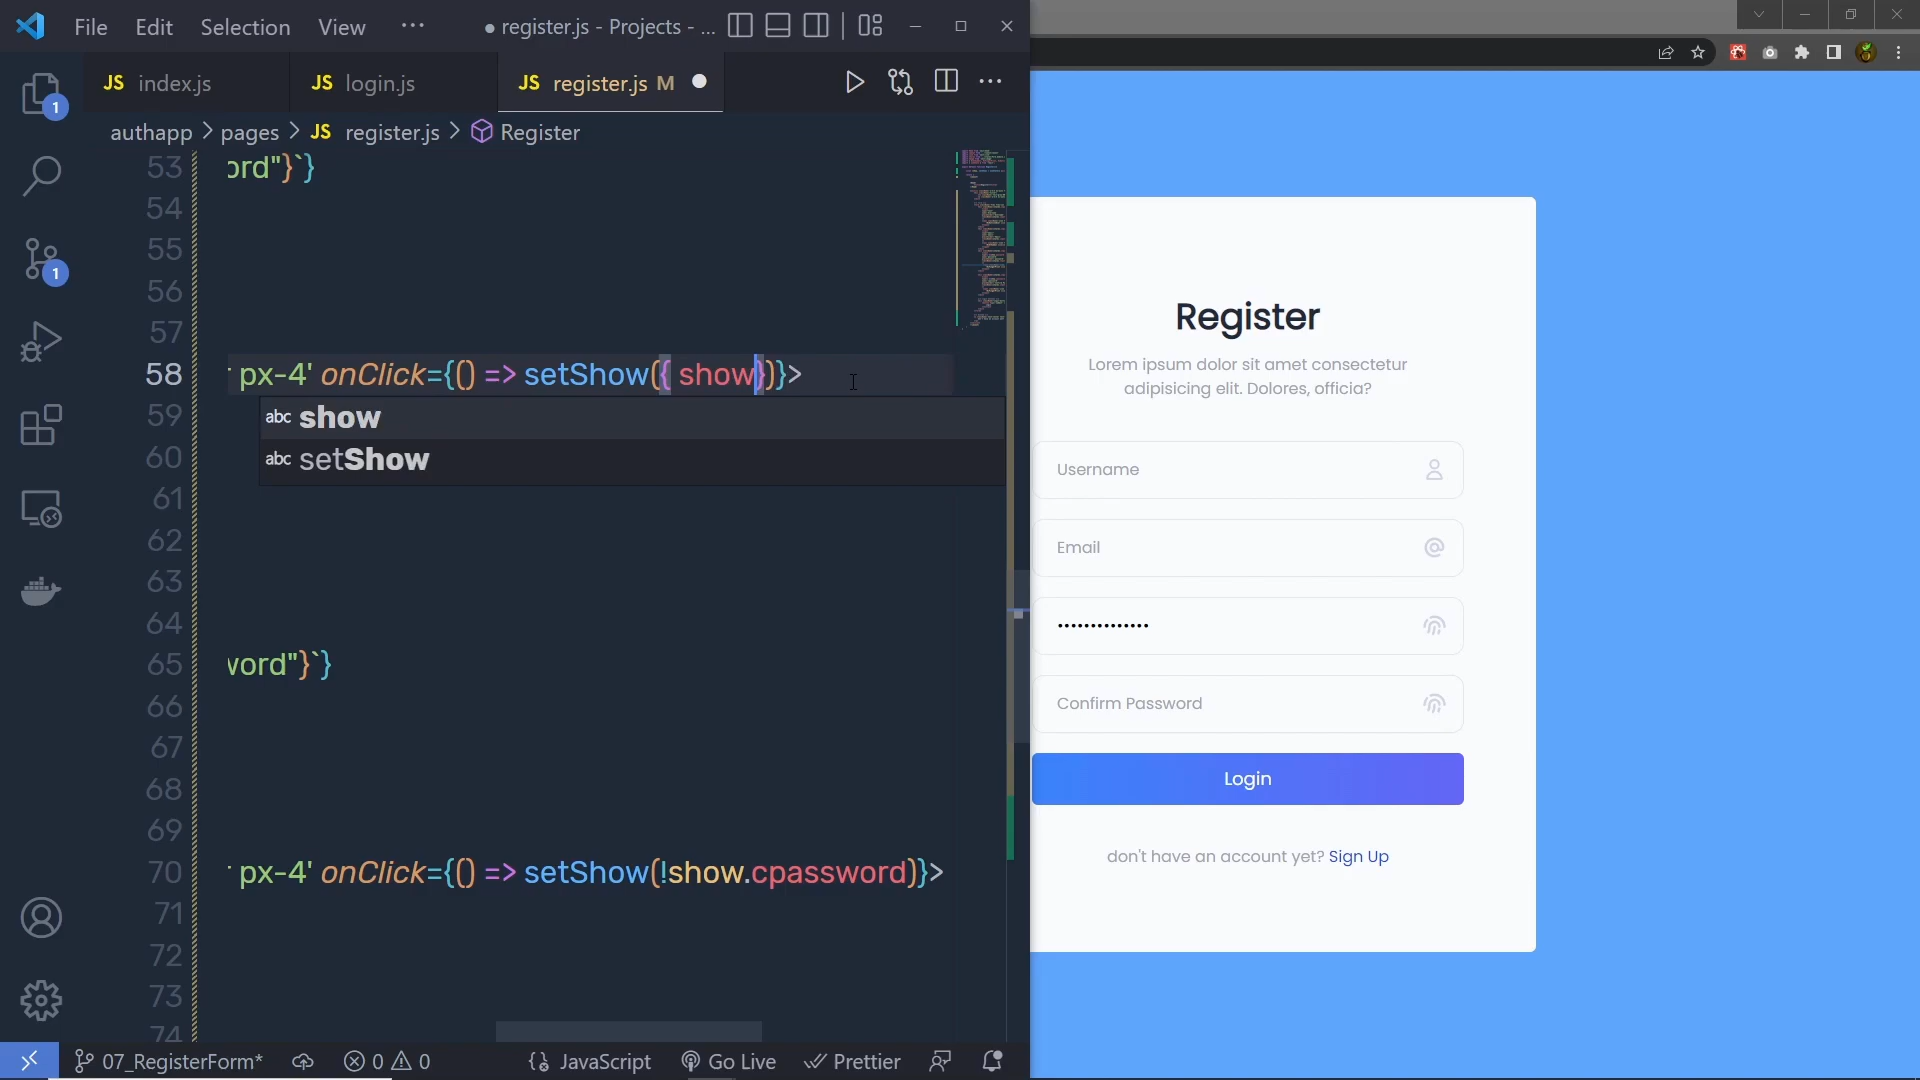 File Edit Selection View ··· ● register.js - Projects - ...
JS index.js JS login.js JS register.js M
authapp > pages > JS register.js > Register
53 ord"}`}
54
55
56
57
58 px-4' onClick={() => setShow({ show})}>
59 abc show
60 abc setShow
61
62
63
64
65 word"}`}
66
67
68
69
70 px-4' onClick={() => setShow(!show.cpassword)}>
71
72
73
74
1
1
07_RegisterForm* 0 0 JavaScript Go Live Prettier
Register
Lorem ipsum dolor sit amet consectetur
adipisicing elit. Dolores, officia?
Username
Email
••••••••••••••
Confirm Password
Login
don't have an account yet? Sign Up